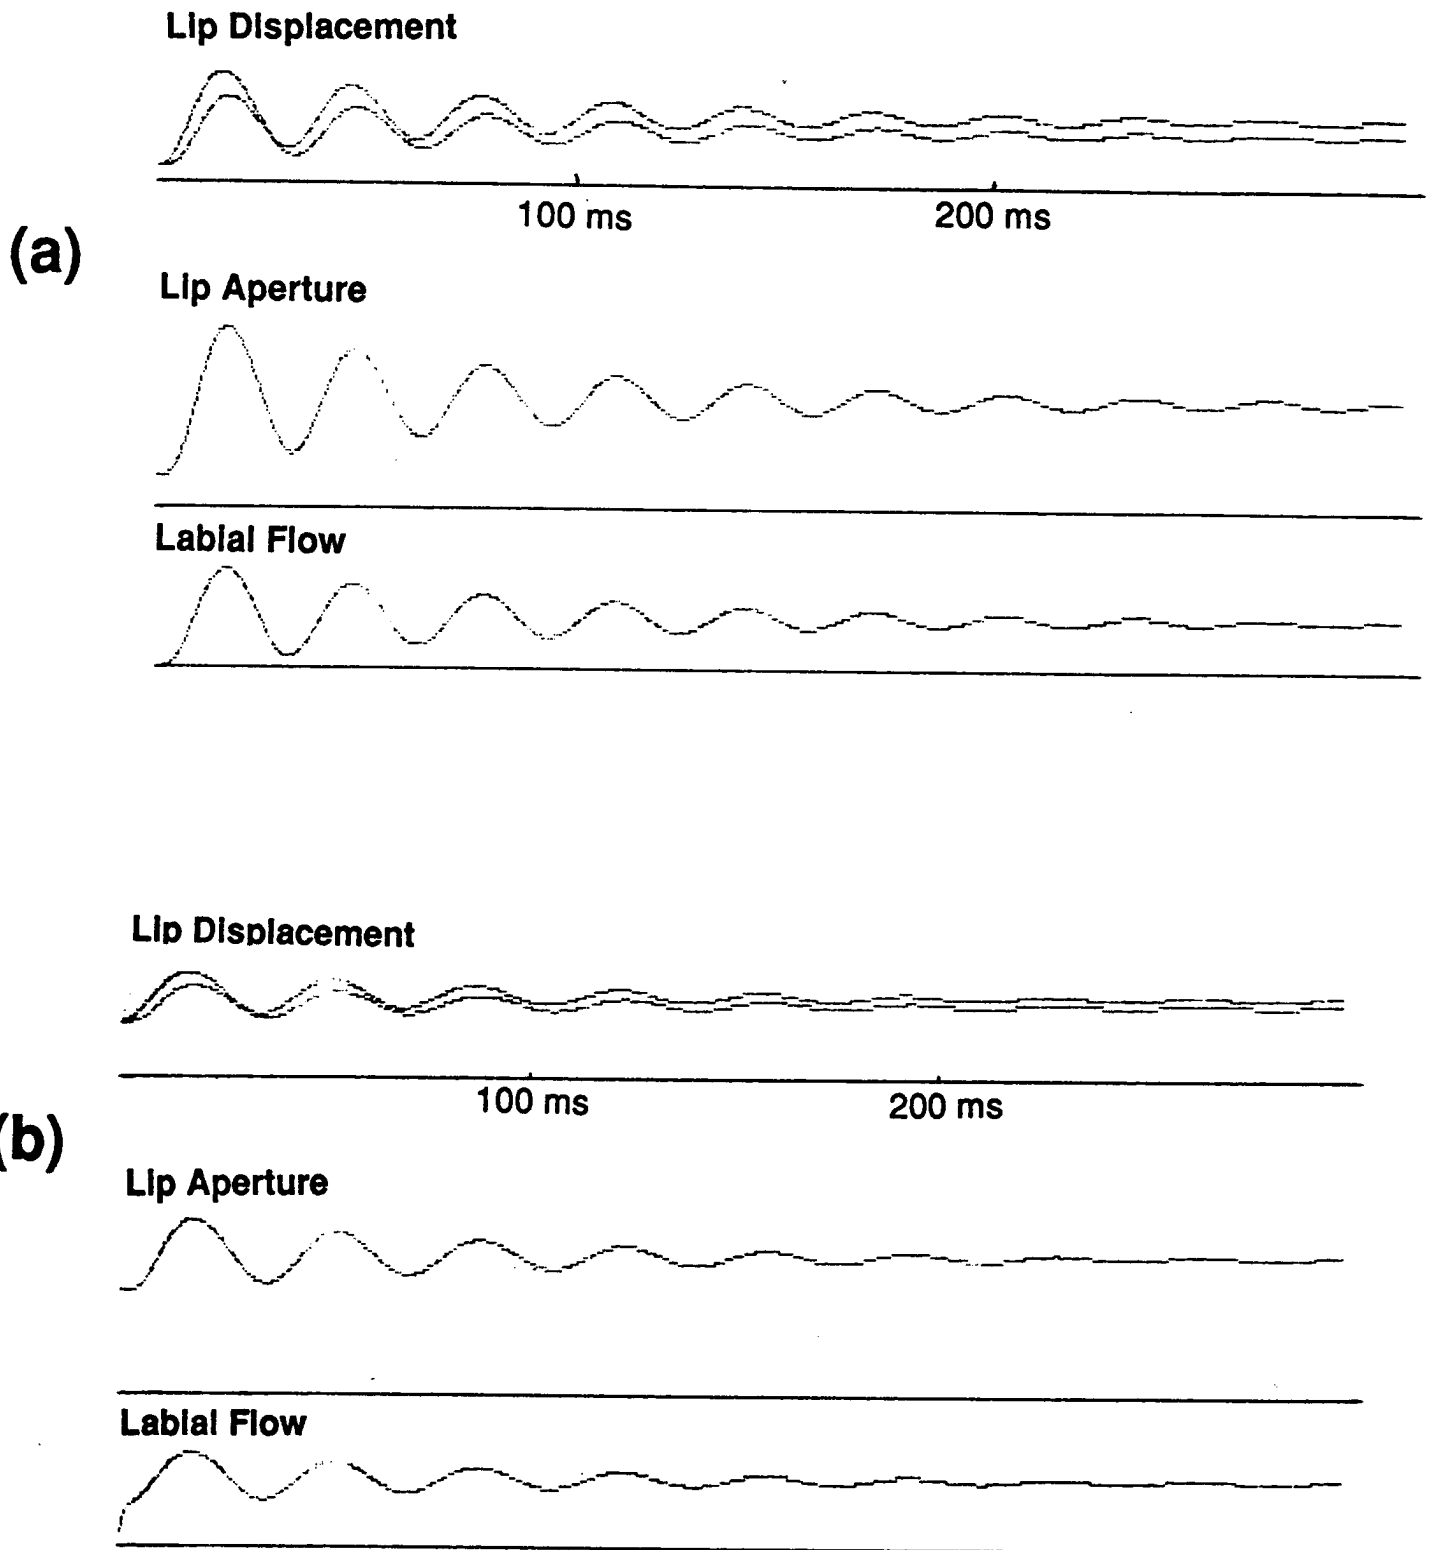 Lip Displacement
100 ms
200 ms
(a)
Lip Aperture
Labial Flow
Lip Displacement
100 ms
200 ms
(b)
Lip Aperture
Labial Flow